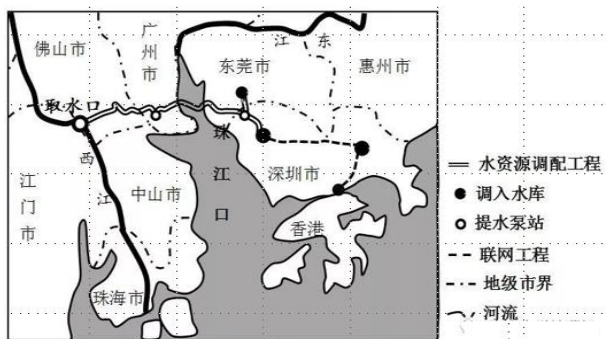 佛山市
广州市
东莞市
江
东
惠州市
取水口
西
江
中山市
江门市
珠江口
深圳市
香港
珠海市
水资源调配工程
调入水库
提水泵站
联网工程
地级市界
河流